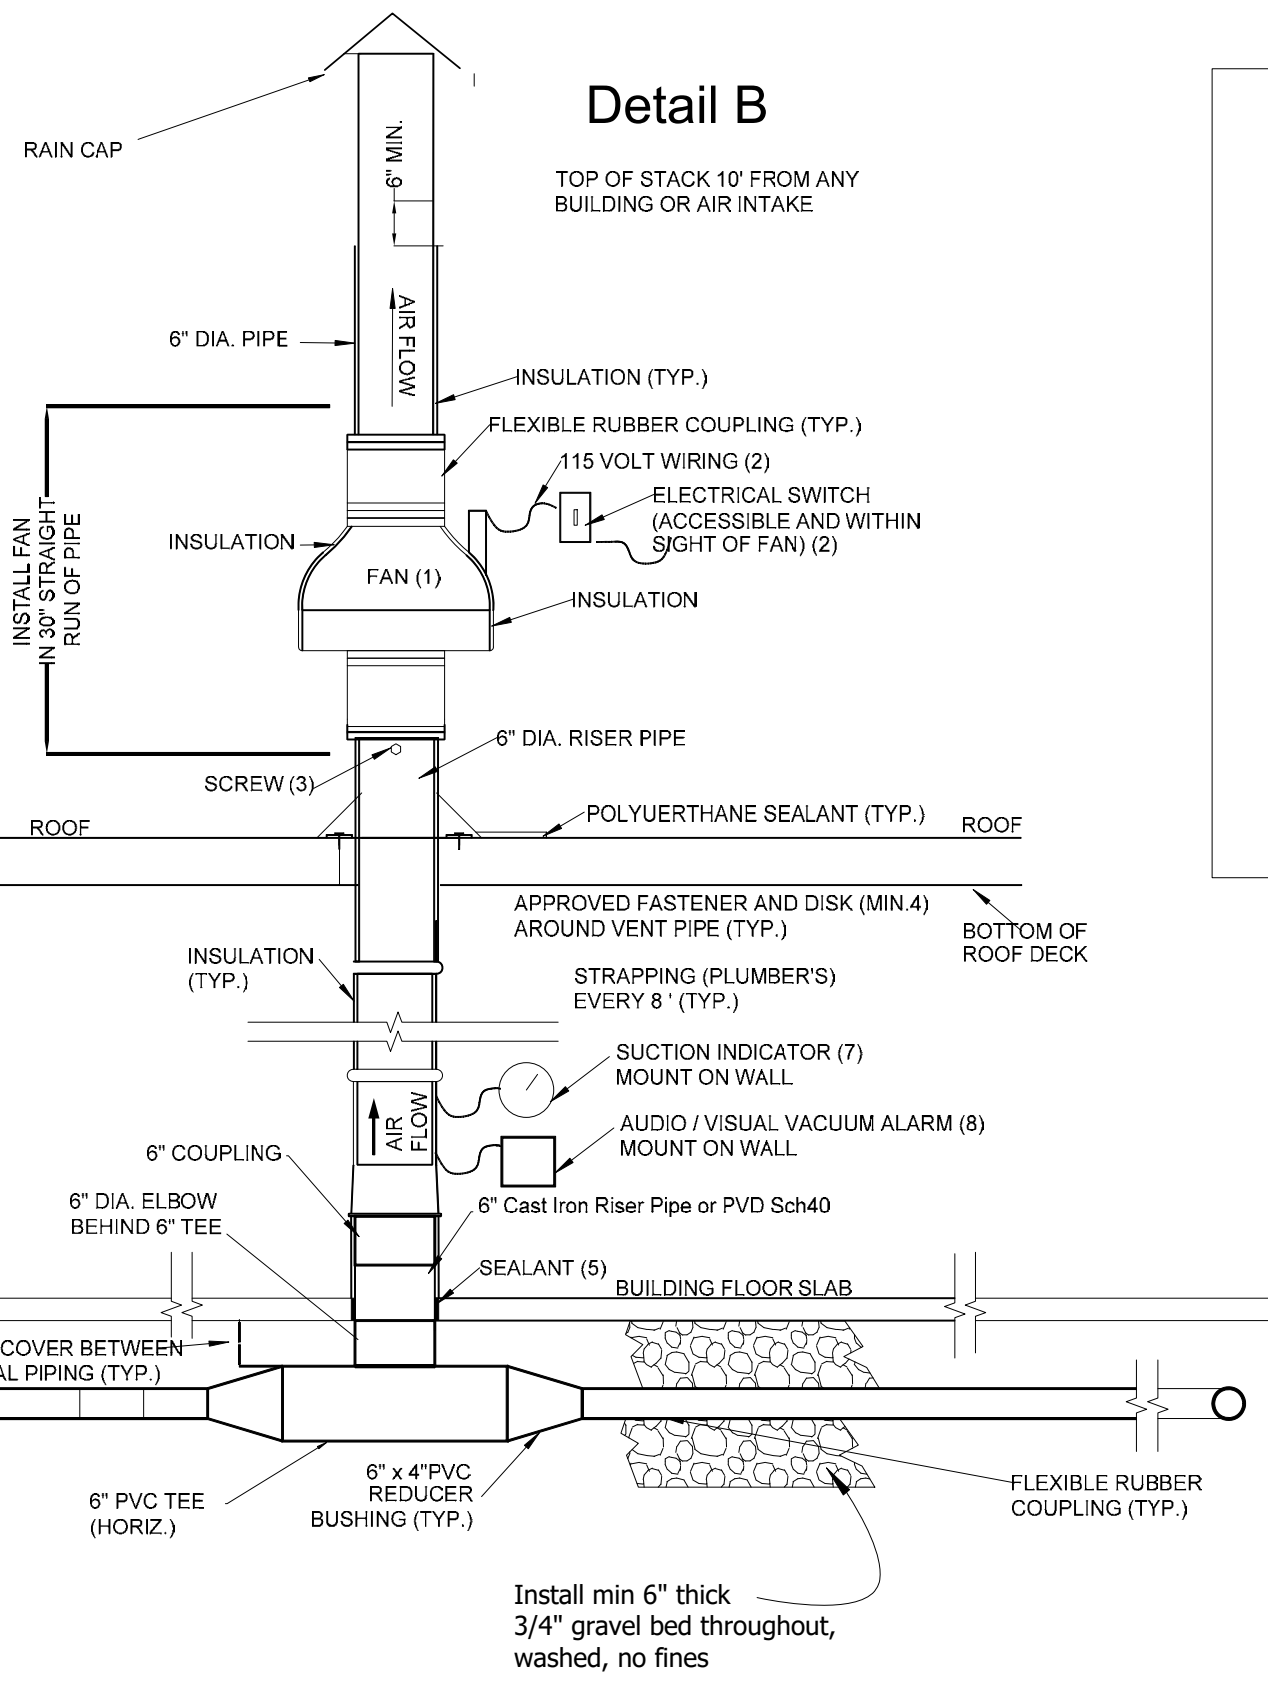 Detail B
RAIN CAP
6" MIN.
TOP OF STACK 10' FROM ANY
BUILDING OR AIR INTAKE
AIR FLOW
6" DIA. PIPE
INSULATION (TYP.)
FLEXIBLE RUBBER COUPLING (TYP.)
115 VOLT WIRING (2)
ELECTRICAL SWITCH
(ACCESSIBLE AND WITHIN
SIGHT OF FAN) (2)
INSTALL FAN
IN 30" STRAIGHT
RUN OF PIPE
INSULATION
FAN (1)
INSULATION
6" DIA. RISER PIPE
SCREW (3)
POLYUERTHANE SEALANT (TYP.)
ROOF
ROOF
APPROVED FASTENER AND DISK (MIN.4)
AROUND VENT PIPE (TYP.)
BOTTOM OF
ROOF DECK
INSULATION
(TYP.)
STRAPPING (PLUMBER'S)
EVERY 8 ' (TYP.)
SUCTION INDICATOR (7)
MOUNT ON WALL
AIR
FLOW
AUDIO / VISUAL VACUUM ALARM (8)
MOUNT ON WALL
6" COUPLING
6" DIA. ELBOW
BEHIND 6" TEE
6" Cast Iron Riser Pipe or PVD Sch40
SEALANT (5)
BUILDING FLOOR SLAB
COVER BETWEEN
AL PIPING (TYP.)
6" x 4"PVC
REDUCER
BUSHING (TYP.)
6" PVC TEE
(HORIZ.)
FLEXIBLE RUBBER
COUPLING (TYP.)
Install min 6" thick
3/4" gravel bed throughout,
washed, no fines